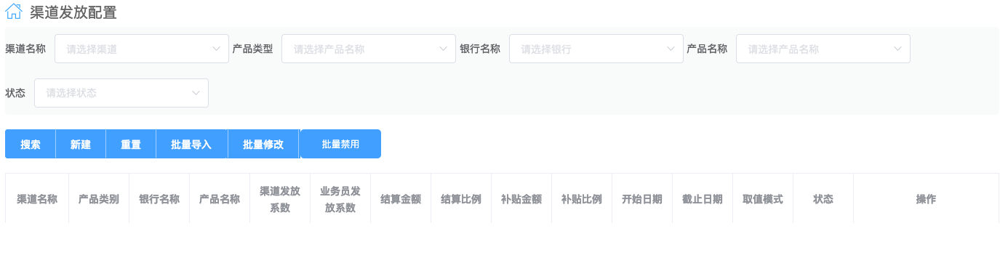 渠道发放配置
渠道名称 请选择渠道 产品类型 请选择产品名称 银行名称 请选择银行 产品名称 请选择产品名称
状态 请选择状态
搜索 新建 重置 批量导入 批量修改 批量禁用
渠道名称 产品类别 银行名称 产品名称 渠道发放系数 业务员发放系数 结算金额 结算比例 补贴金额 补贴比例 开始日期 截止日期 取值模式 状态 操作